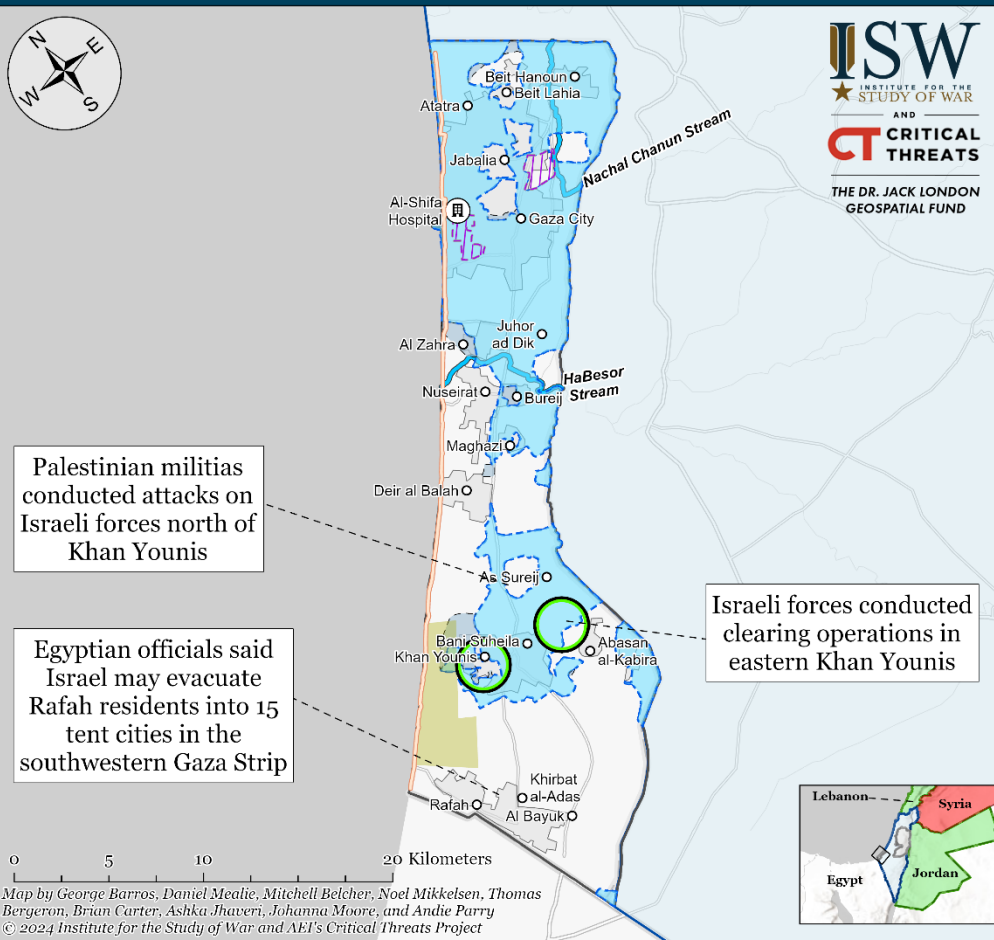 N
E
W
S
ISW
INSTITUTE FOR THE
STUDY OF WAR
AND
CT CRITICAL
THREATS
THE DR. JACK LONDON
GEOSPATIAL FUND
Beit Hanoun
Beit Lahia
Atatra
Nachal Chanun Stream
Jabalia
Al-Shifa
Hospital
Gaza City
Juhor
ad Dik
Al Zahra
HaBesor
Stream
Nuseirat
Bureij
Maghazi
Deir al Balah
Palestinian militias
conducted attacks on
Israeli forces north of
Khan Younis
As Sureij
Israeli forces conducted
clearing operations in
eastern Khan Younis
Bani Suheila
Khan Younis
Abasan
al-Kabira
Egyptian officials said
Israel may evacuate
Rafah residents into 15
tent cities in the
southwestern Gaza Strip
Khirbat
al-Adas
Rafah
Al Bayuk
Lebanon
Syria
Jordan
Egypt
0 5 10 20 Kilometers
Map by George Barros, Daniel Mealie, Mitchell Belcher, Noel Mikkelsen, Thomas
Bergeron, Brian Carter, Ashka Jhaveri, Johanna Moore, and Andie Parry
© 2024 Institute for the Study of War and AEI's Critical Threats Project